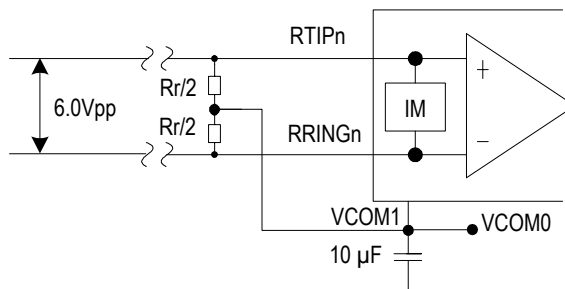 RTIPn
Rr/2
6.0Vpp
IM
Rr/2
RRINGn
VCOM1
VCOM0
10 µF